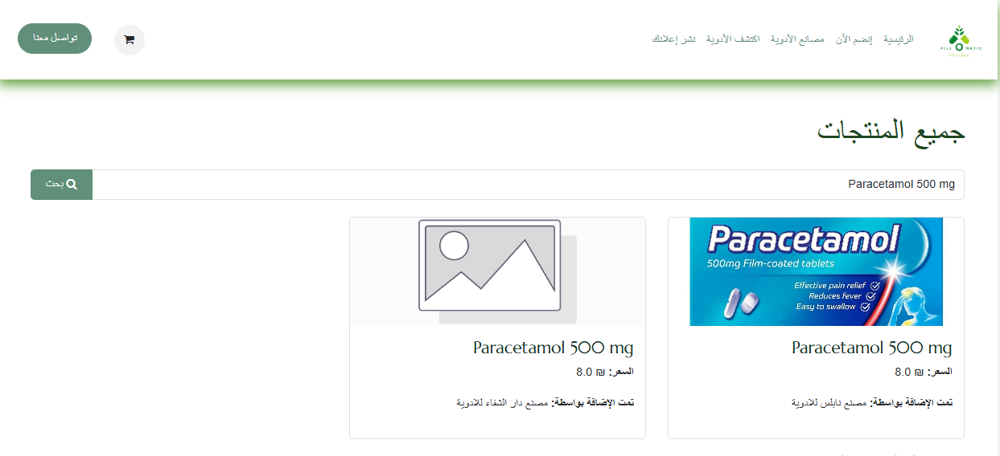 PILL O MATIC
الرئيسية إنضم الآن مصانع الأدوية اكتشف الأدوية نشر إعلانك
تواصل معنا
جميع المنتجات
Paracetamol 500 mg
بحث
Paracetamol
500mg Film-coated tablets
Effective pain relief
Reduces fever
Easy to swallow
Paracetamol 500 mg
السعر: ₪ 8.0
تمت الإضافة بواسطة: مصنع نابلس للادوية
Paracetamol 500 mg
السعر: ₪ 8.0
تمت الإضافة بواسطة: مصنع دار الشفاء للادوية